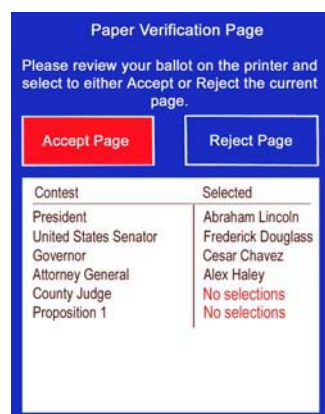 Paper Verification Page
Please review your ballot on the printer and
select to either Accept or Reject the current
page.
Accept Page Reject Page
Contest Selected
President Abraham Lincoln
United States Senator Frederick Douglass
Governor Cesar Chavez
Attorney General Alex Haley
County Judge No selections
Proposition 1 No selections